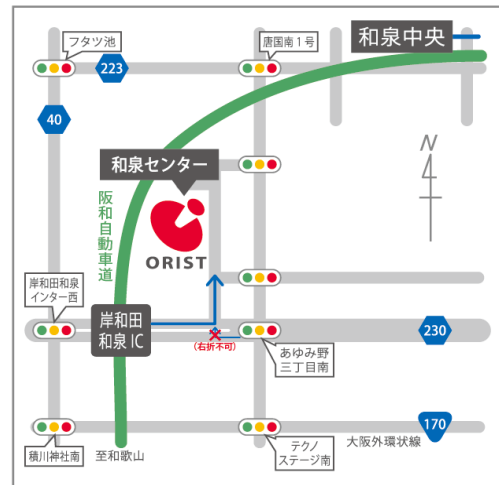 フタツ池
唐国南1号
和泉中央
223
40
和泉センター
N
4
阪和自動車道
ORIST
岸和田和泉
インター西
岸和田
和泉IC
(右折不可)
230
あゆみ野
三丁目南
積川神社南
至和歌山
テクノ
ステージ南
大阪外環状線
170